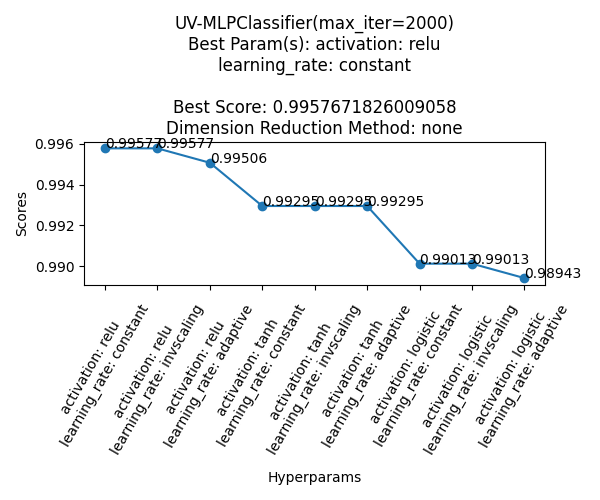 UV-MLPClassifier(max_iter=2000)
Best Param(s): activation: relu
learning_rate: constant
Best Score: 0.9957671826009058
Dimension Reduction Method: none
0.996
0.994
0.992
0.990
Scores
0.99577
0.99577
0.99506
0.99295
0.99295
0.99295
0.99013
0.99013
0.98943
activation: relu
learning_rate: constant
activation: relu
learning_rate: invscaling
activation: relu
learning_rate: adaptive
activation: tanh
learning_rate: constant
activation: tanh
learning_rate: invscaling
activation: tanh
learning_rate: adaptive
activation: logistic
learning_rate: constant
activation: logistic
learning_rate: invscaling
activation: logistic
learning_rate: adaptive
Hyperparams